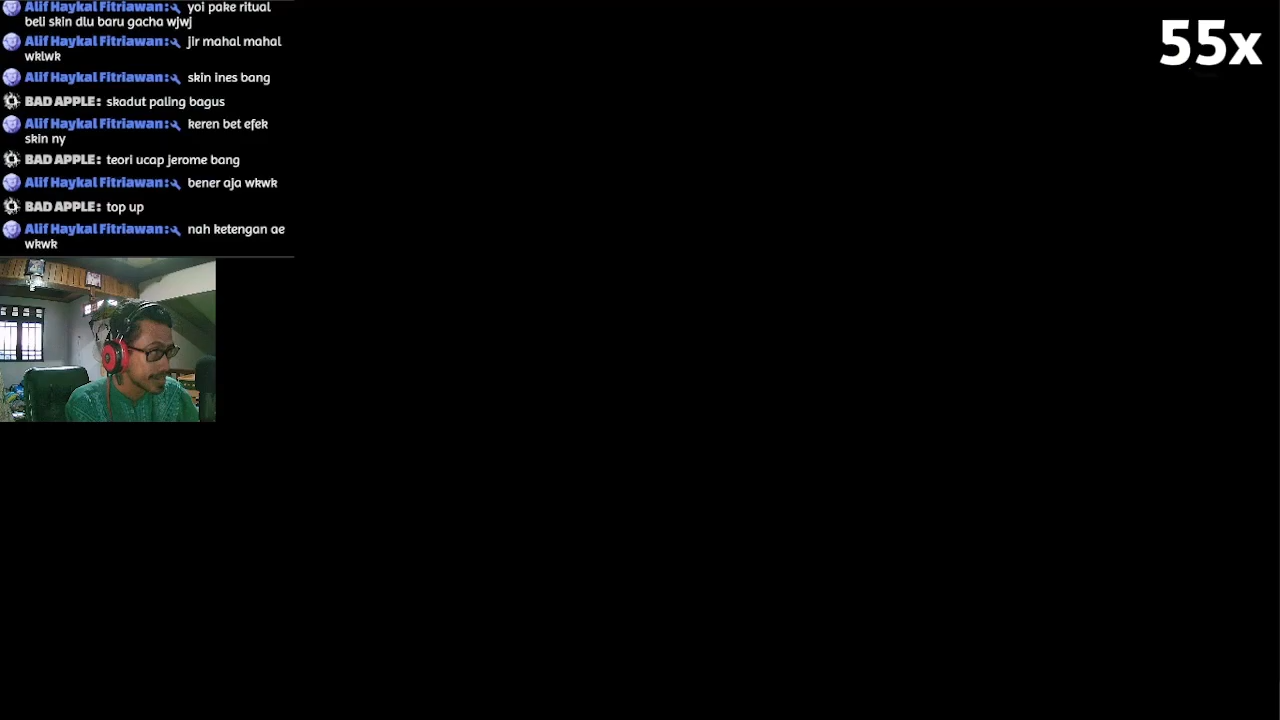 Alif Haykal Fitriawan: yoi pake ritual
beli skin dlu baru gacha wjwj
Alif Haykal Fitriawan: jir mahal mahal
wklwk
Alif Haykal Fitriawan: skin ines bang
BAD APPLE: skadut paling bagus
Alif Haykal Fitriawan: keren bet efek
skin ny
BAD APPLE: teori ucap jerome bang
Alif Haykal Fitriawan: bener aja wkwk
BAD APPLE: top up
Alif Haykal Fitriawan: nah ketengan ae
wkwk
55x